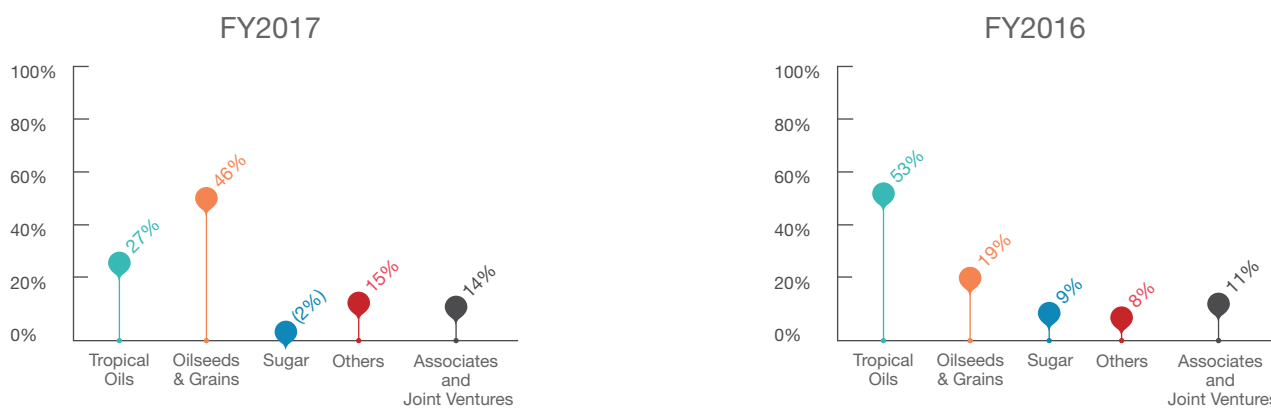 FY2017
100%
80%
60%
40%
20%
0%
27%
46%
(2%)
15%
14%
Tropical
Oils
Oilseeds
& Grains
Sugar
Others
Associates
and
Joint Ventures
FY2016
100%
80%
60%
40%
20%
0%
53%
19%
9%
8%
11%
Tropical
Oils
Oilseeds
& Grains
Sugar
Others
Associates
and
Joint Ventures